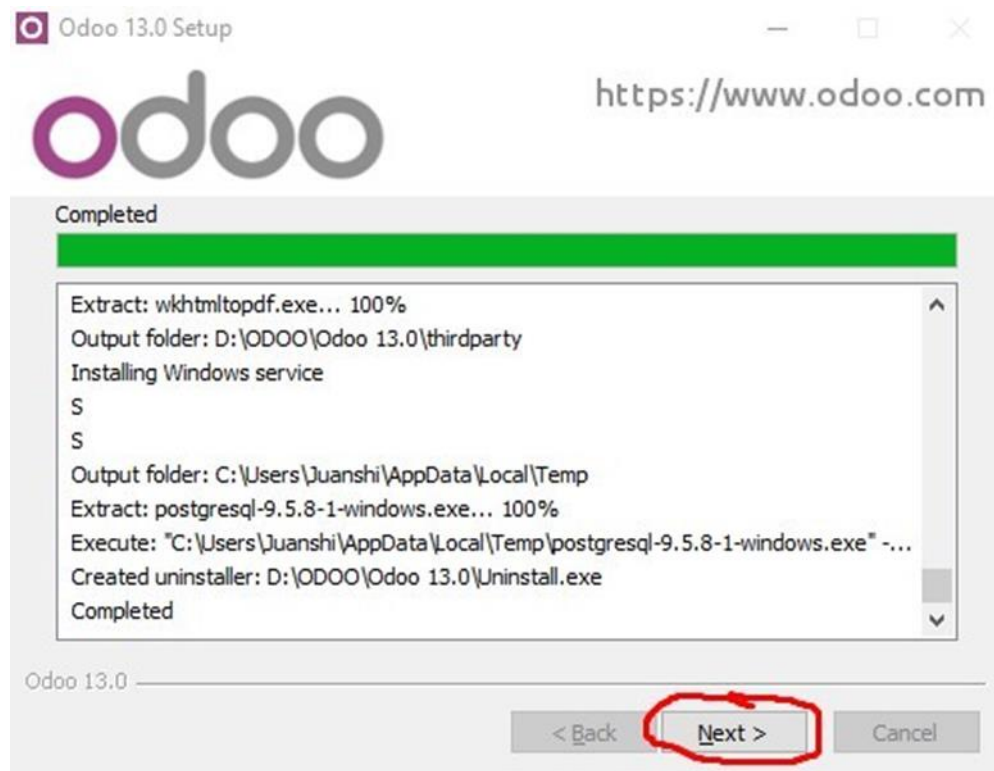 Odoo 13.0 Setup
odoo
https://www.odoo.com
Completed
Extract: wkhtmltopdf.exe... 100%
Output folder: D:\ODOO\Odoo 13.0\thirdparty
Installing Windows service
S
S
Output folder: C:\Users\Juanshi\AppData\Local\Temp
Extract: postgresql-9.5.8-1-windows.exe... 100%
Execute: "C:\Users\Juanshi\AppData\Local\Temp\postgresql-9.5.8-1-windows.exe" -...
Created uninstaller: D:\ODOO\Odoo 13.0\Uninstall.exe
Completed
Odoo 13.0
< Back Next > Cancel